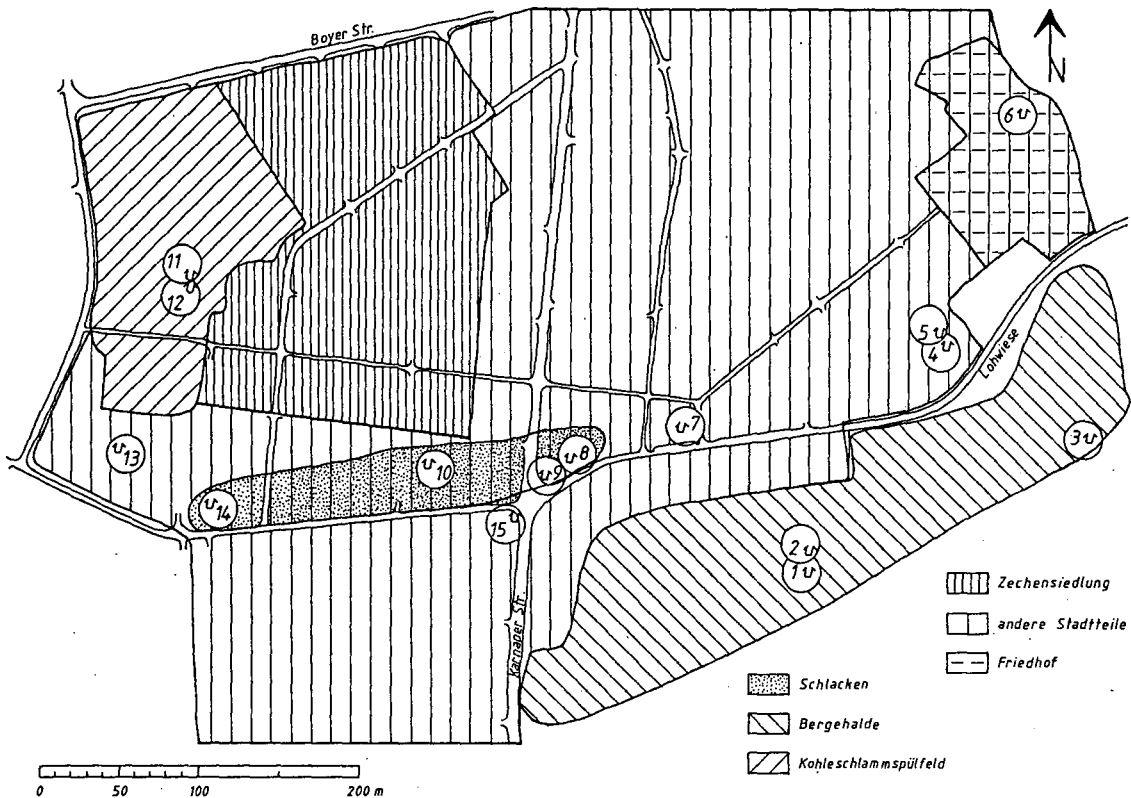 Boyer Str.
N
6 v
11 v
12
5 v
4 v
Lohwiese
v 7
3 v
v 13
v 10
v 8
v 9
v 14
15 v
2 v
1 v
Karnaper Str.
Zechensiedlung
andere Stadtteile
Friedhof
Schlacken
Bergehalde
Kohleschlammspülfeld
0 50 100 200 m